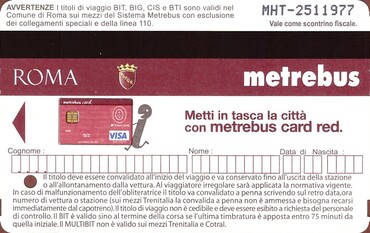 AVVERTENZE I titoli di viaggio BIT, BIG, CIS e BTI sono validi nel
Comune di Roma sui mezzi del Sistema Metrebus con esclusione
dei collegamenti speciali e della linea 110.
MHT-2511977
Vale come scontrino fiscale.
ROMA
metrebus
metrebus card
VISA
Metti in tasca la città
con metrebus card red.
Cognome: Nome: Data di Nascita:
Il titolo deve essere convalidato all'inizio del viaggio e va conservato fino all'uscita della stazione
o all'allontanamento dalla vettura. Al viaggiatore irregolare sarà applicata la normativa vigente.
In caso di malfunzionamento dell'obliteratrice il titolo va convalidato a penna scrivendo sul retro data,ora
numero di vettura o stazione (sui mezzi Trenitalia la convalida a penna non è ammessa e bisogna recarsi
immediatamente dal capotreno). Il titolo di viaggio non è cedibile e deve essere esibito a richiesta del personale
di controllo. Il BIT è valido sino al termine della corsa se l'ultima timbratura è apposta entro 75 minuti da
quella iniziale. Il MULTIBIT non è valido sui mezzi Trenitalia e Cotral.